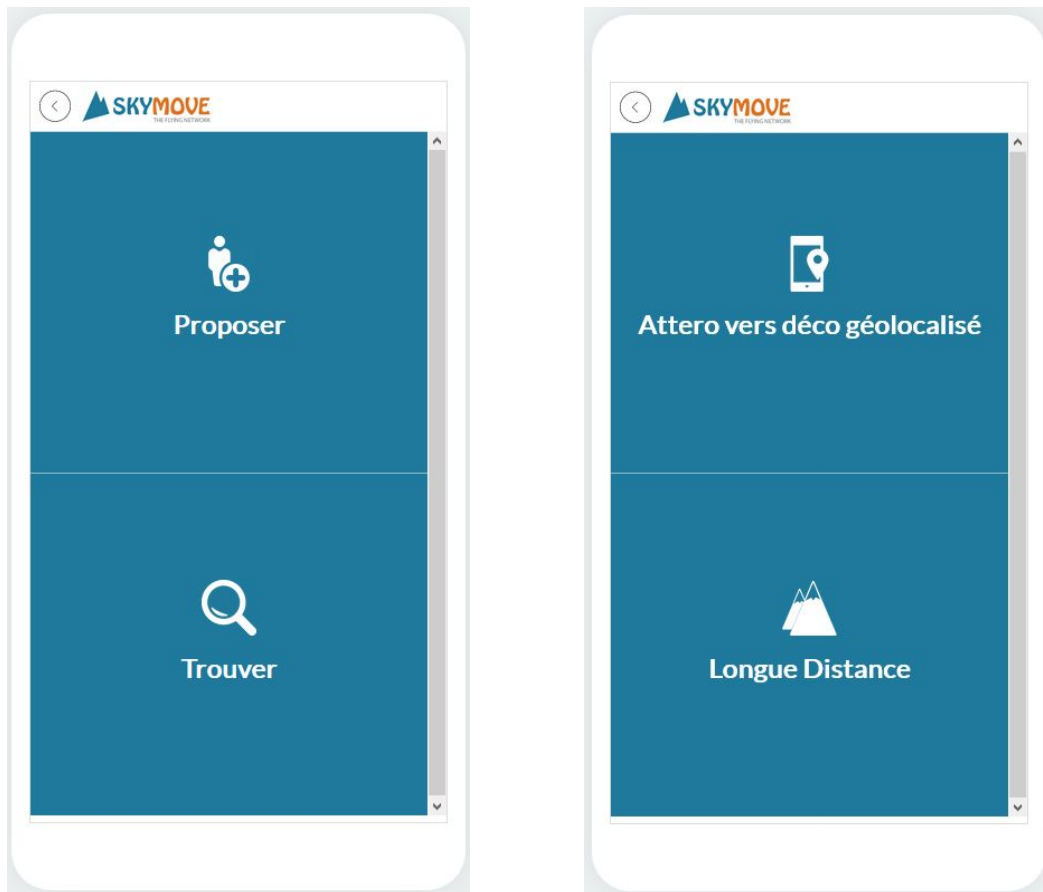 SKYMOVE
THE FLYING NETWORK
Proposer
Trouver
SKYMOVE
THE FLYING NETWORK
Attero vers déco géolocalisé
Longue Distance